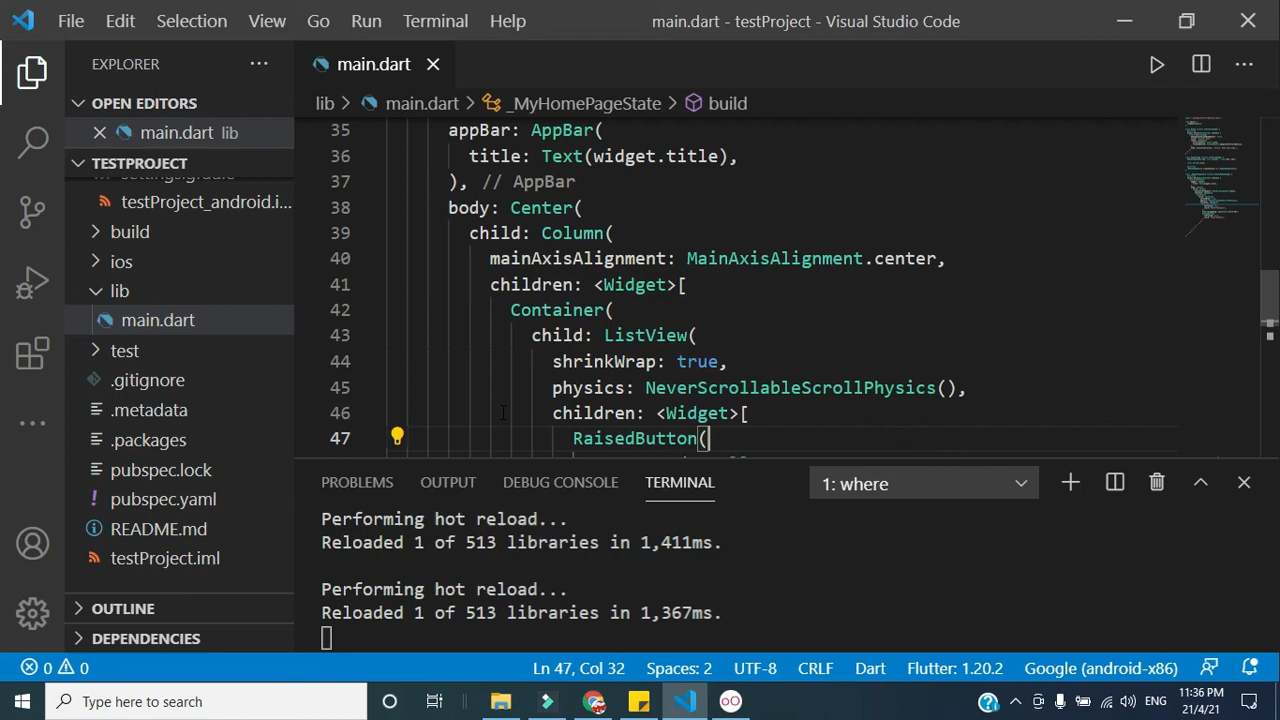 File Edit Selection View Go Run Terminal Help
main.dart - testProject - Visual Studio Code
EXPLORER
OPEN EDITORS
main.dart lib
TESTPROJECT
settings.gradle
testProject_android.i...
build
ios
lib
main.dart
test
.gitignore
.metadata
.packages
pubspec.lock
pubspec.yaml
README.md
testProject.iml
OUTLINE
DEPENDENCIES
main.dart
lib > main.dart > _MyHomePageState > build
35 appBar: AppBar(
36 title: Text(widget.title),
37 ), // AppBar
38 body: Center(
39 child: Column(
40 mainAxisAlignment: MainAxisAlignment.center,
41 children: <Widget>[
42 Container(
43 child: ListView(
44 shrinkWrap: true,
45 physics: NeverScrollableScrollPhysics(),
46 children: <Widget>[
47 RaisedButton(
PROBLEMS OUTPUT DEBUG CONSOLE TERMINAL
1: where
Performing hot reload...
Reloaded 1 of 513 libraries in 1,411ms.
Performing hot reload...
Reloaded 1 of 513 libraries in 1,367ms.
0 0
Ln 47, Col 32 Spaces: 2 UTF-8 CRLF Dart Flutter: 1.20.2 Google (android-x86)
Type here to search
ENG
11:36 PM
21/4/21